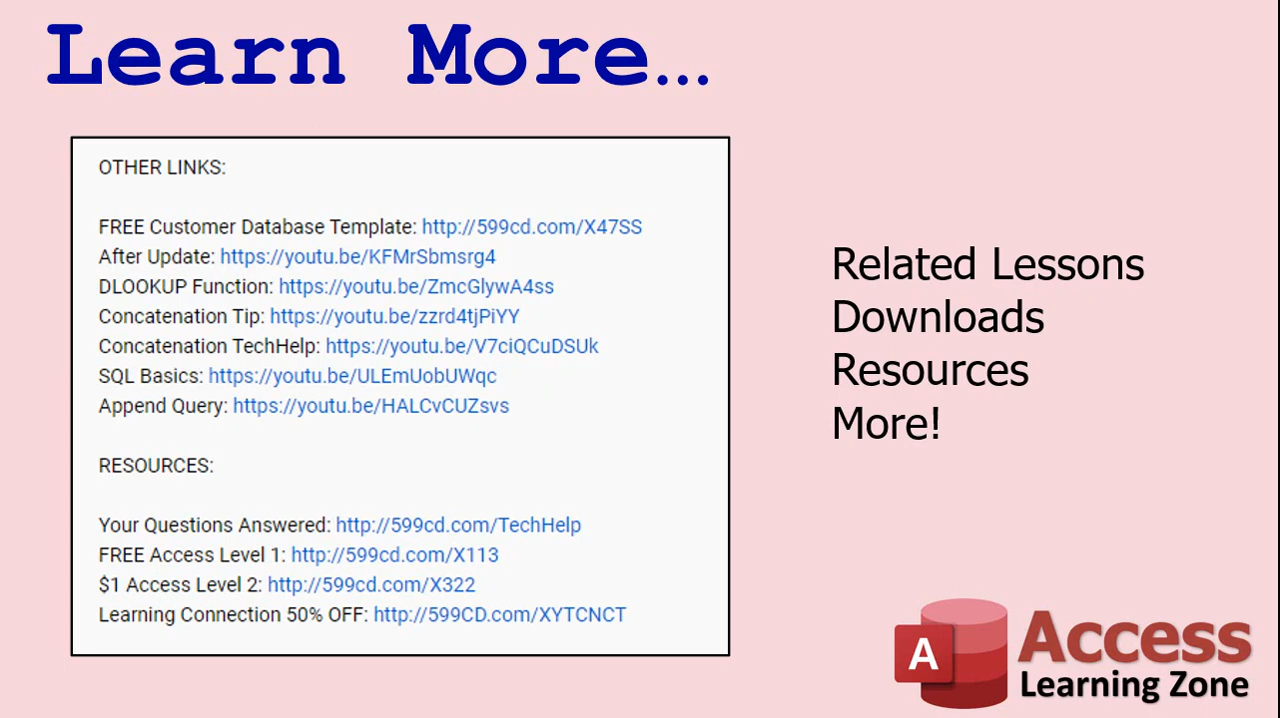 Learn More...
OTHER LINKS:
FREE Customer Database Template: http://599cd.com/X47SS
After Update: https://youtu.be/KFMrSbmsrg4
DLOOKUP Function: https://youtu.be/ZmcGlywA4ss
Concatenation Tip: https://youtu.be/zzrd4tjPiYY
Concatenation TechHelp: https://youtu.be/V7ciQCuDSUk
SQL Basics: https://youtu.be/ULEmUobUWqc
Append Query: https://youtu.be/HALCvCUZsvs
RESOURCES:
Your Questions Answered: http://599cd.com/TechHelp
FREE Access Level 1: http://599cd.com/X113
$1 Access Level 2: http://599cd.com/X322
Learning Connection 50% OFF: http://599CD.com/XYTCNCT
Related Lessons
Downloads
Resources
More!
A
Access
Learning Zone